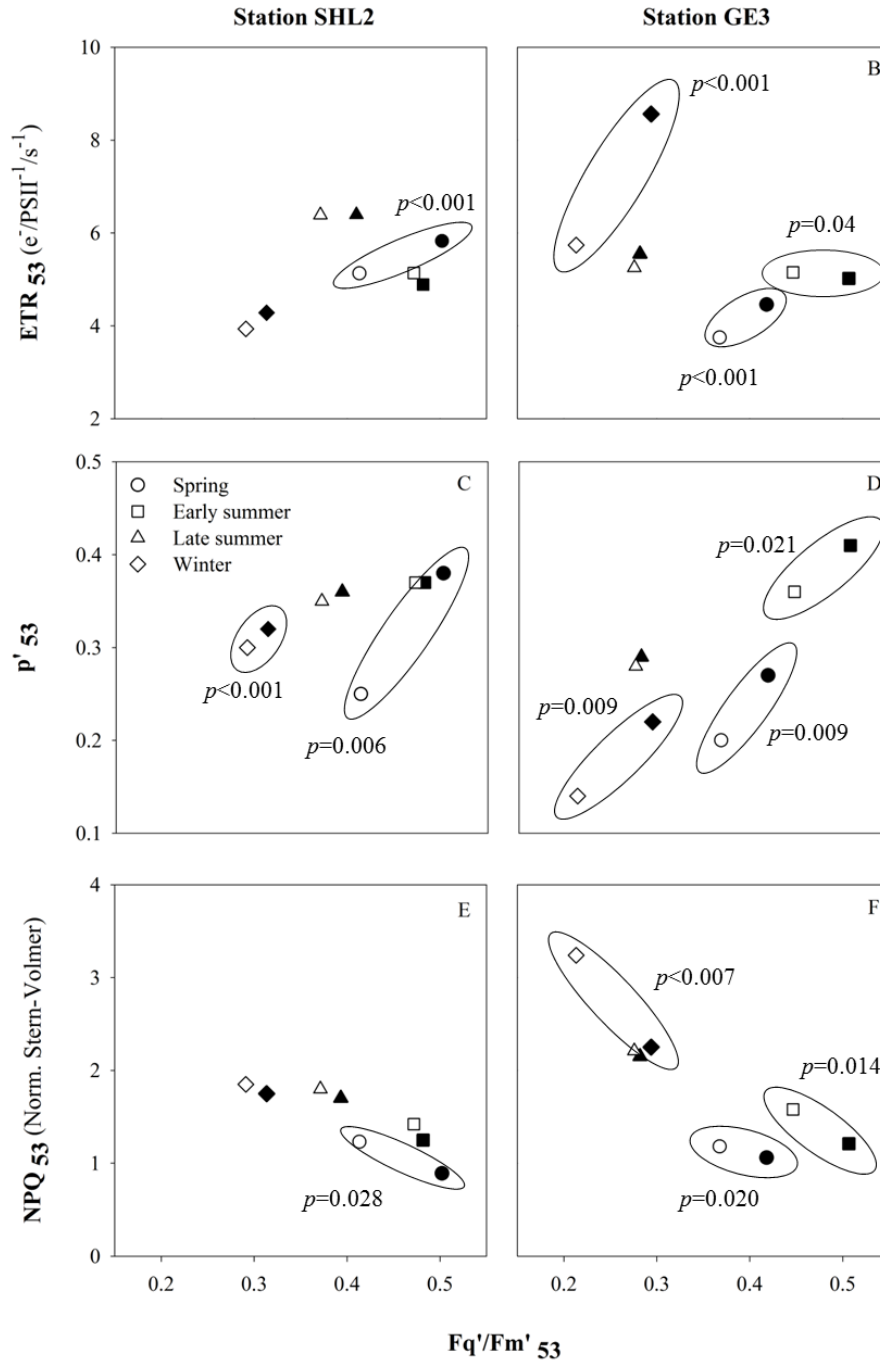 Station SHL2
Station GE3
ETR 53 (e⁻/PSII⁻¹/s⁻¹)
10
8
6
4
2
p<0.001
B
p<0.001
p=0.04
p<0.001
p' 53
0.5
0.4
0.3
0.2
0.1
C
Spring
Early summer
Late summer
Winter
p<0.001
p=0.006
D
p=0.021
p=0.009
p=0.009
NPQ 53 (Norm. Stern-Volmer)
4
3
2
1
0
E
p=0.028
F
p<0.007
p=0.014
p=0.020
0.2 0.3 0.4 0.5
0.2 0.3 0.4 0.5
Fq'/Fm' 53